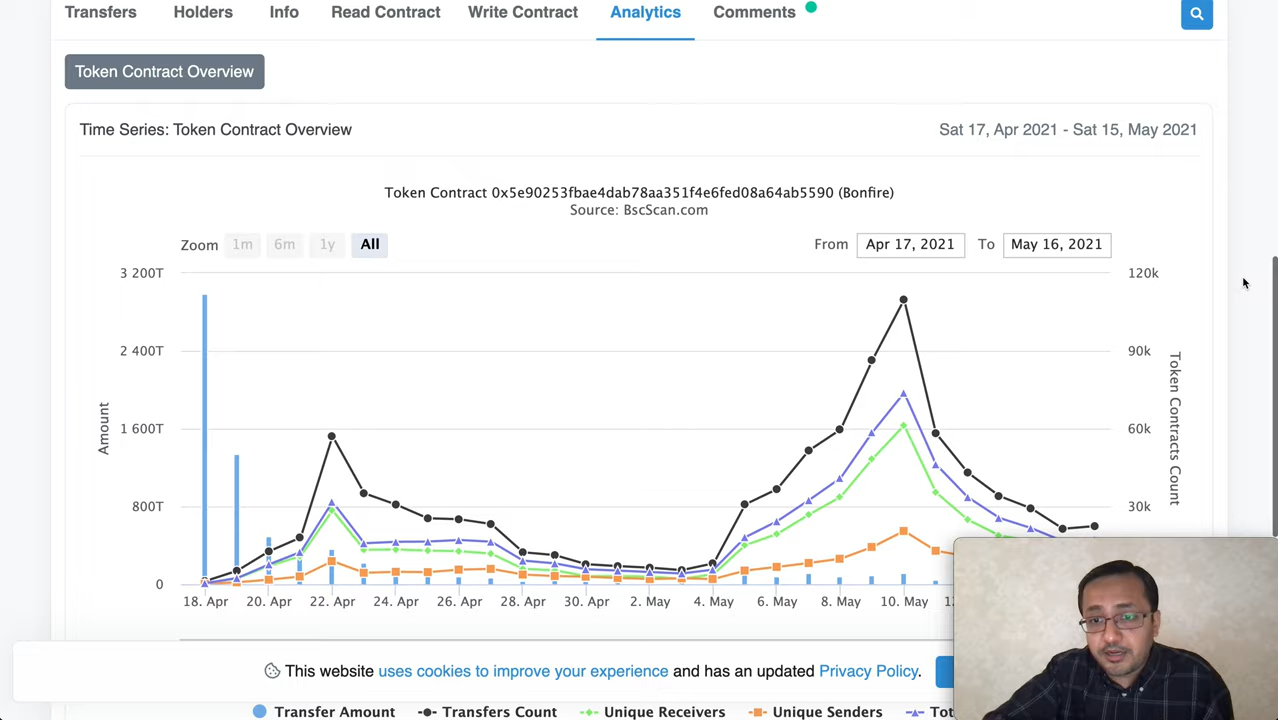 Transfers Holders Info Read Contract Write Contract Analytics Comments
Token Contract Overview
Time Series: Token Contract Overview Sat 17, Apr 2021 - Sat 15, May 2021
Token Contract 0x5e90253fbae4dab78aa351f4e6fed08a64ab5590 (Bonfire)
Source: BscScan.com
Zoom 1m 6m 1y All From Apr 17, 2021 To May 16, 2021
3 200T 120k
2 400T 90k
1 600T 60k
800T 30k
0
Amount
Token Contracts Count
18. Apr 20. Apr 22. Apr 24. Apr 26. Apr 28. Apr 30. Apr 2. May 4. May 6. May 8. May 10. May
This website uses cookies to improve your experience and has an updated Privacy Policy.
Transfer Amount Transfers Count Unique Receivers Unique Senders